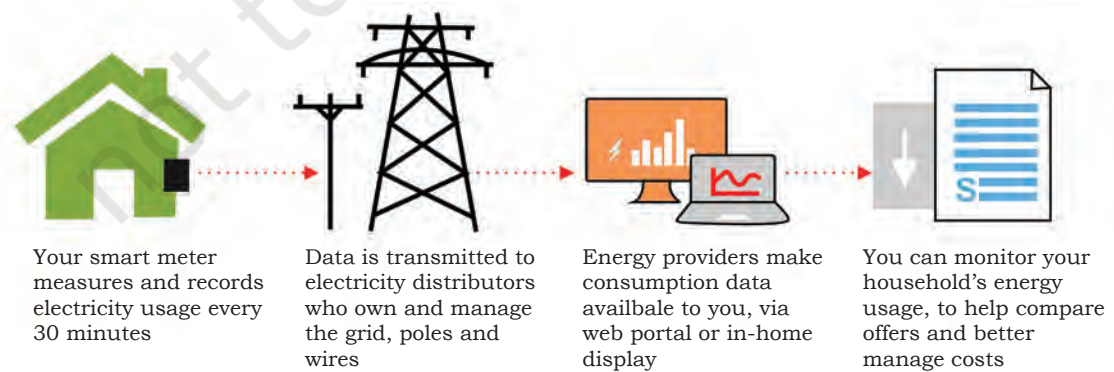 not to
S
Your smart meter
measures and records
electricity usage every
30 minutes
Data is transmitted to
electricity distributors
who own and manage
the grid, poles and
wires
Energy providers make
consumption data
availbale to you, via
web portal or in-home
display
You can monitor your
household's energy
usage, to help compare
offers and better
manage costs